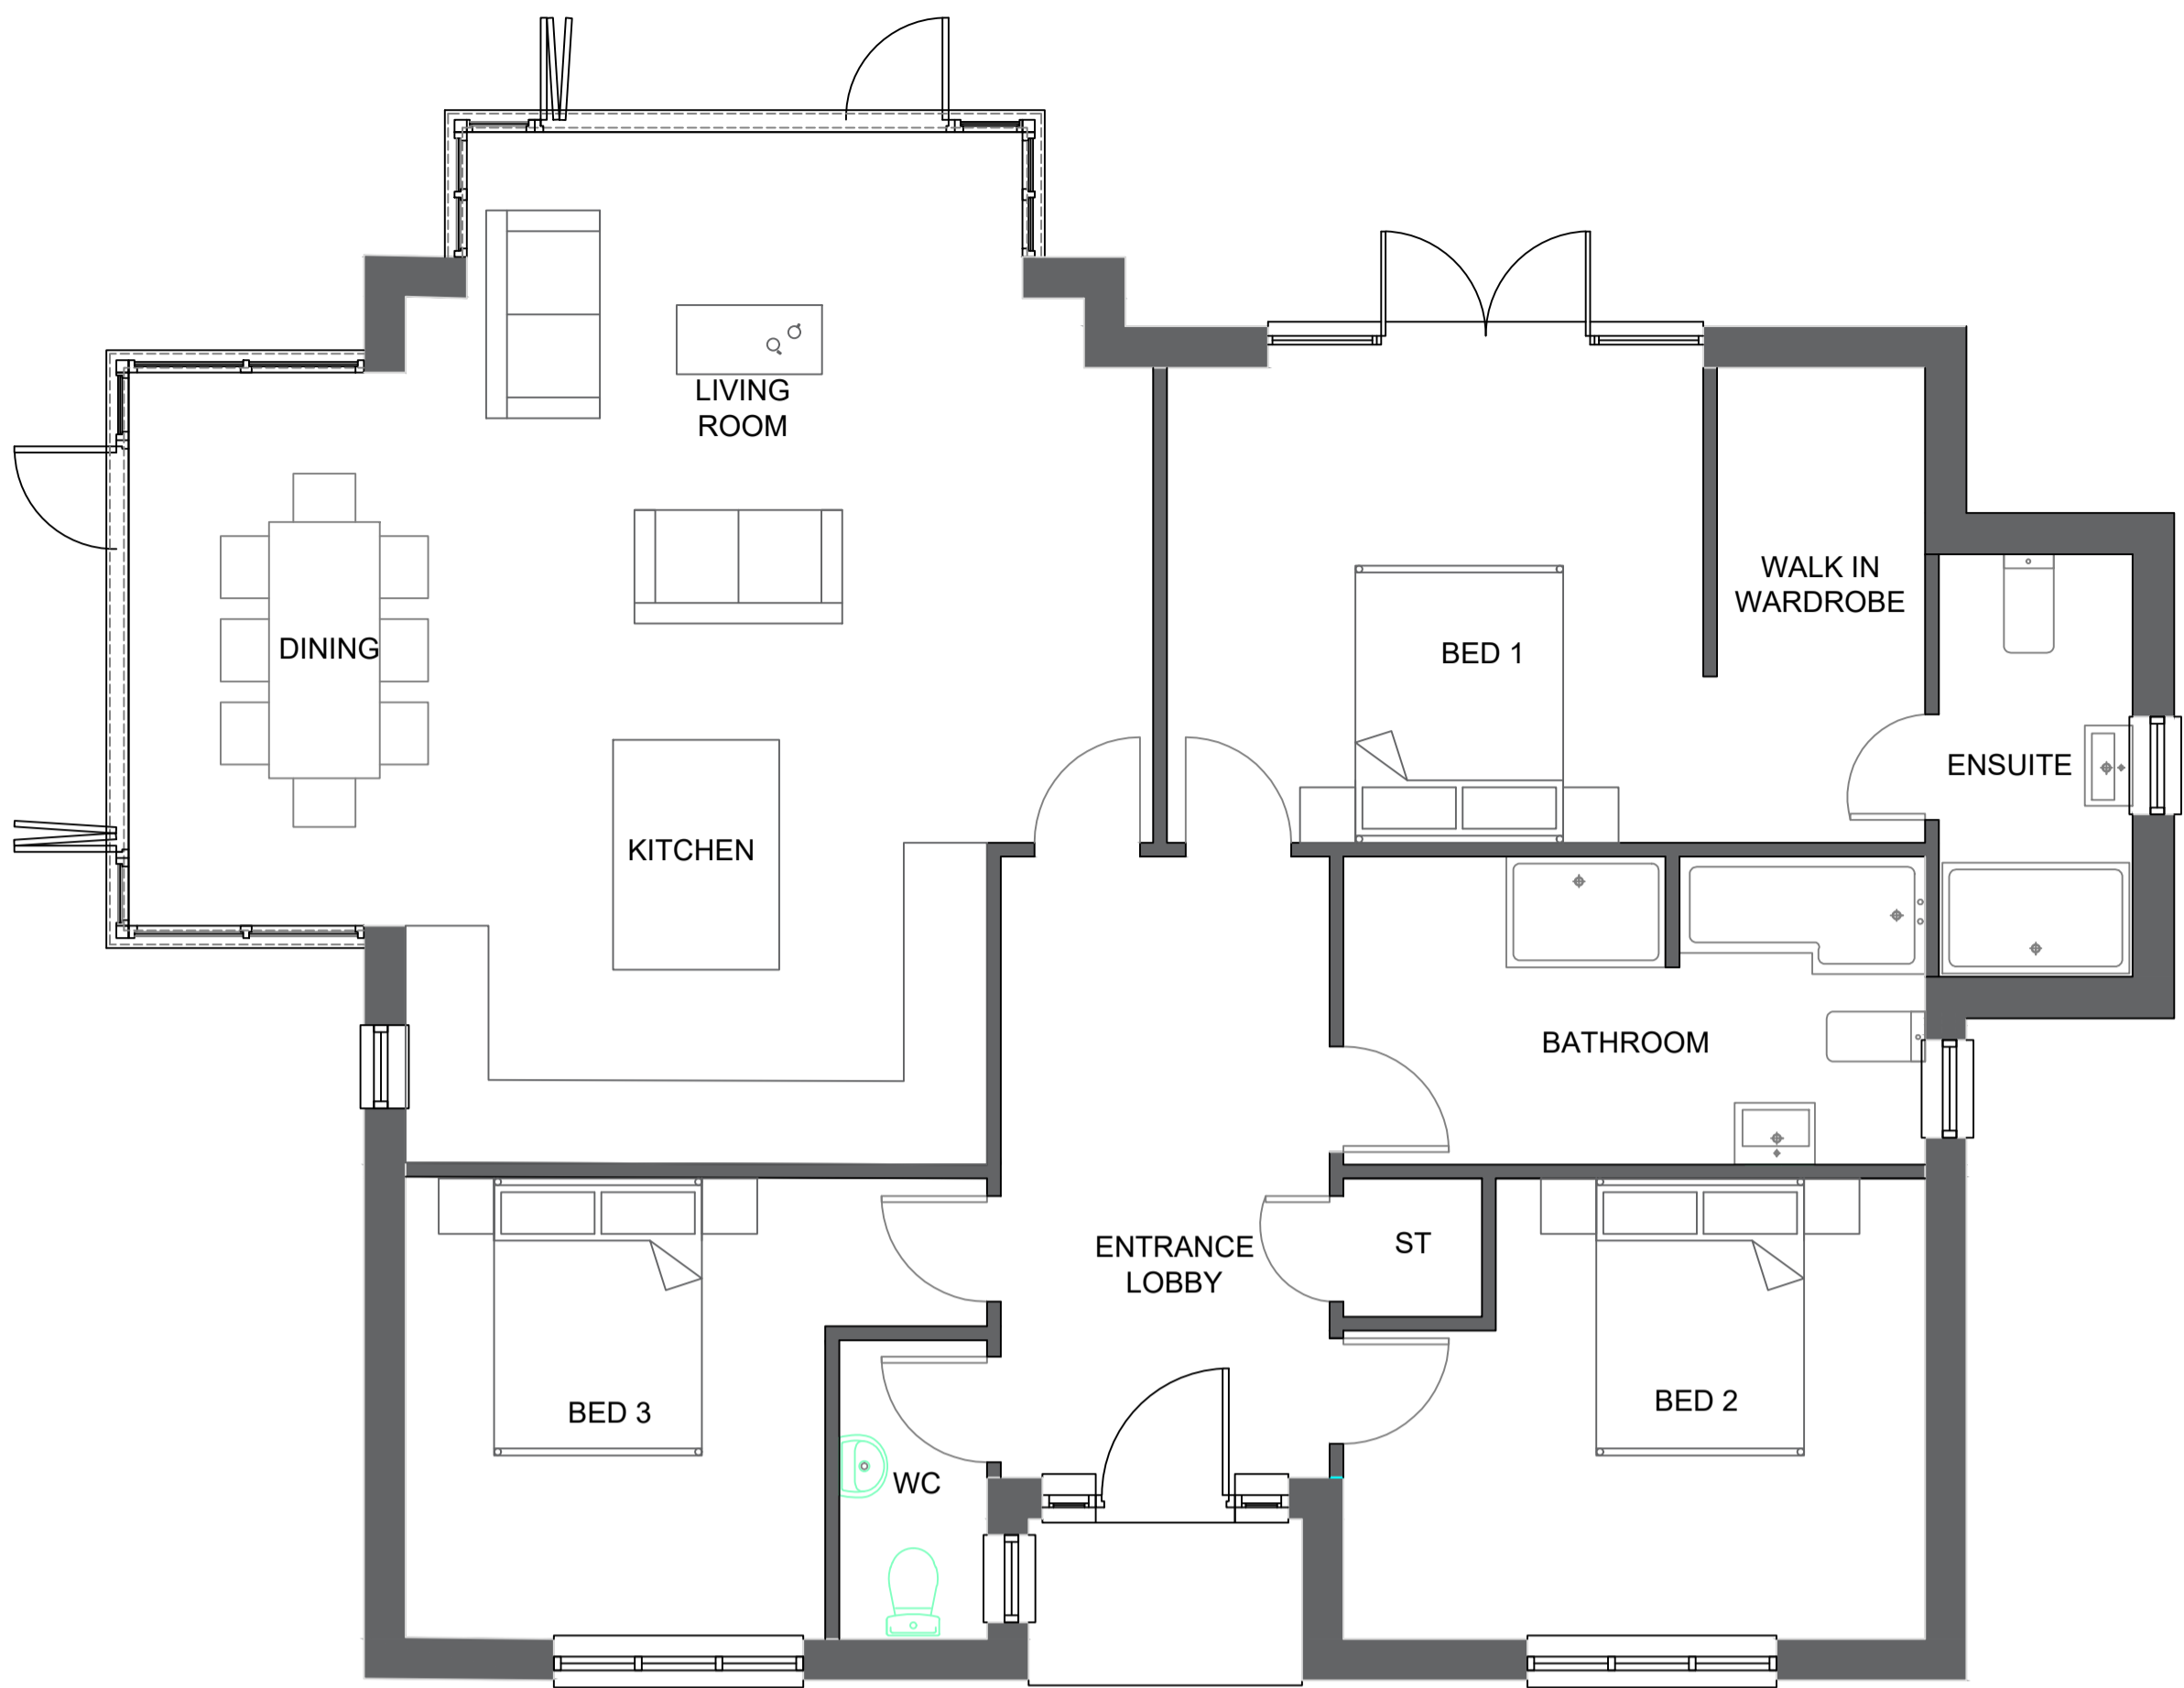 LIVING
ROOM
WALK IN
WARDROBE
DINING
BED 1
ENSUITE
KITCHEN
BATHROOM
ENTRANCE
LOBBY
ST
BED 3
BED 2
WC